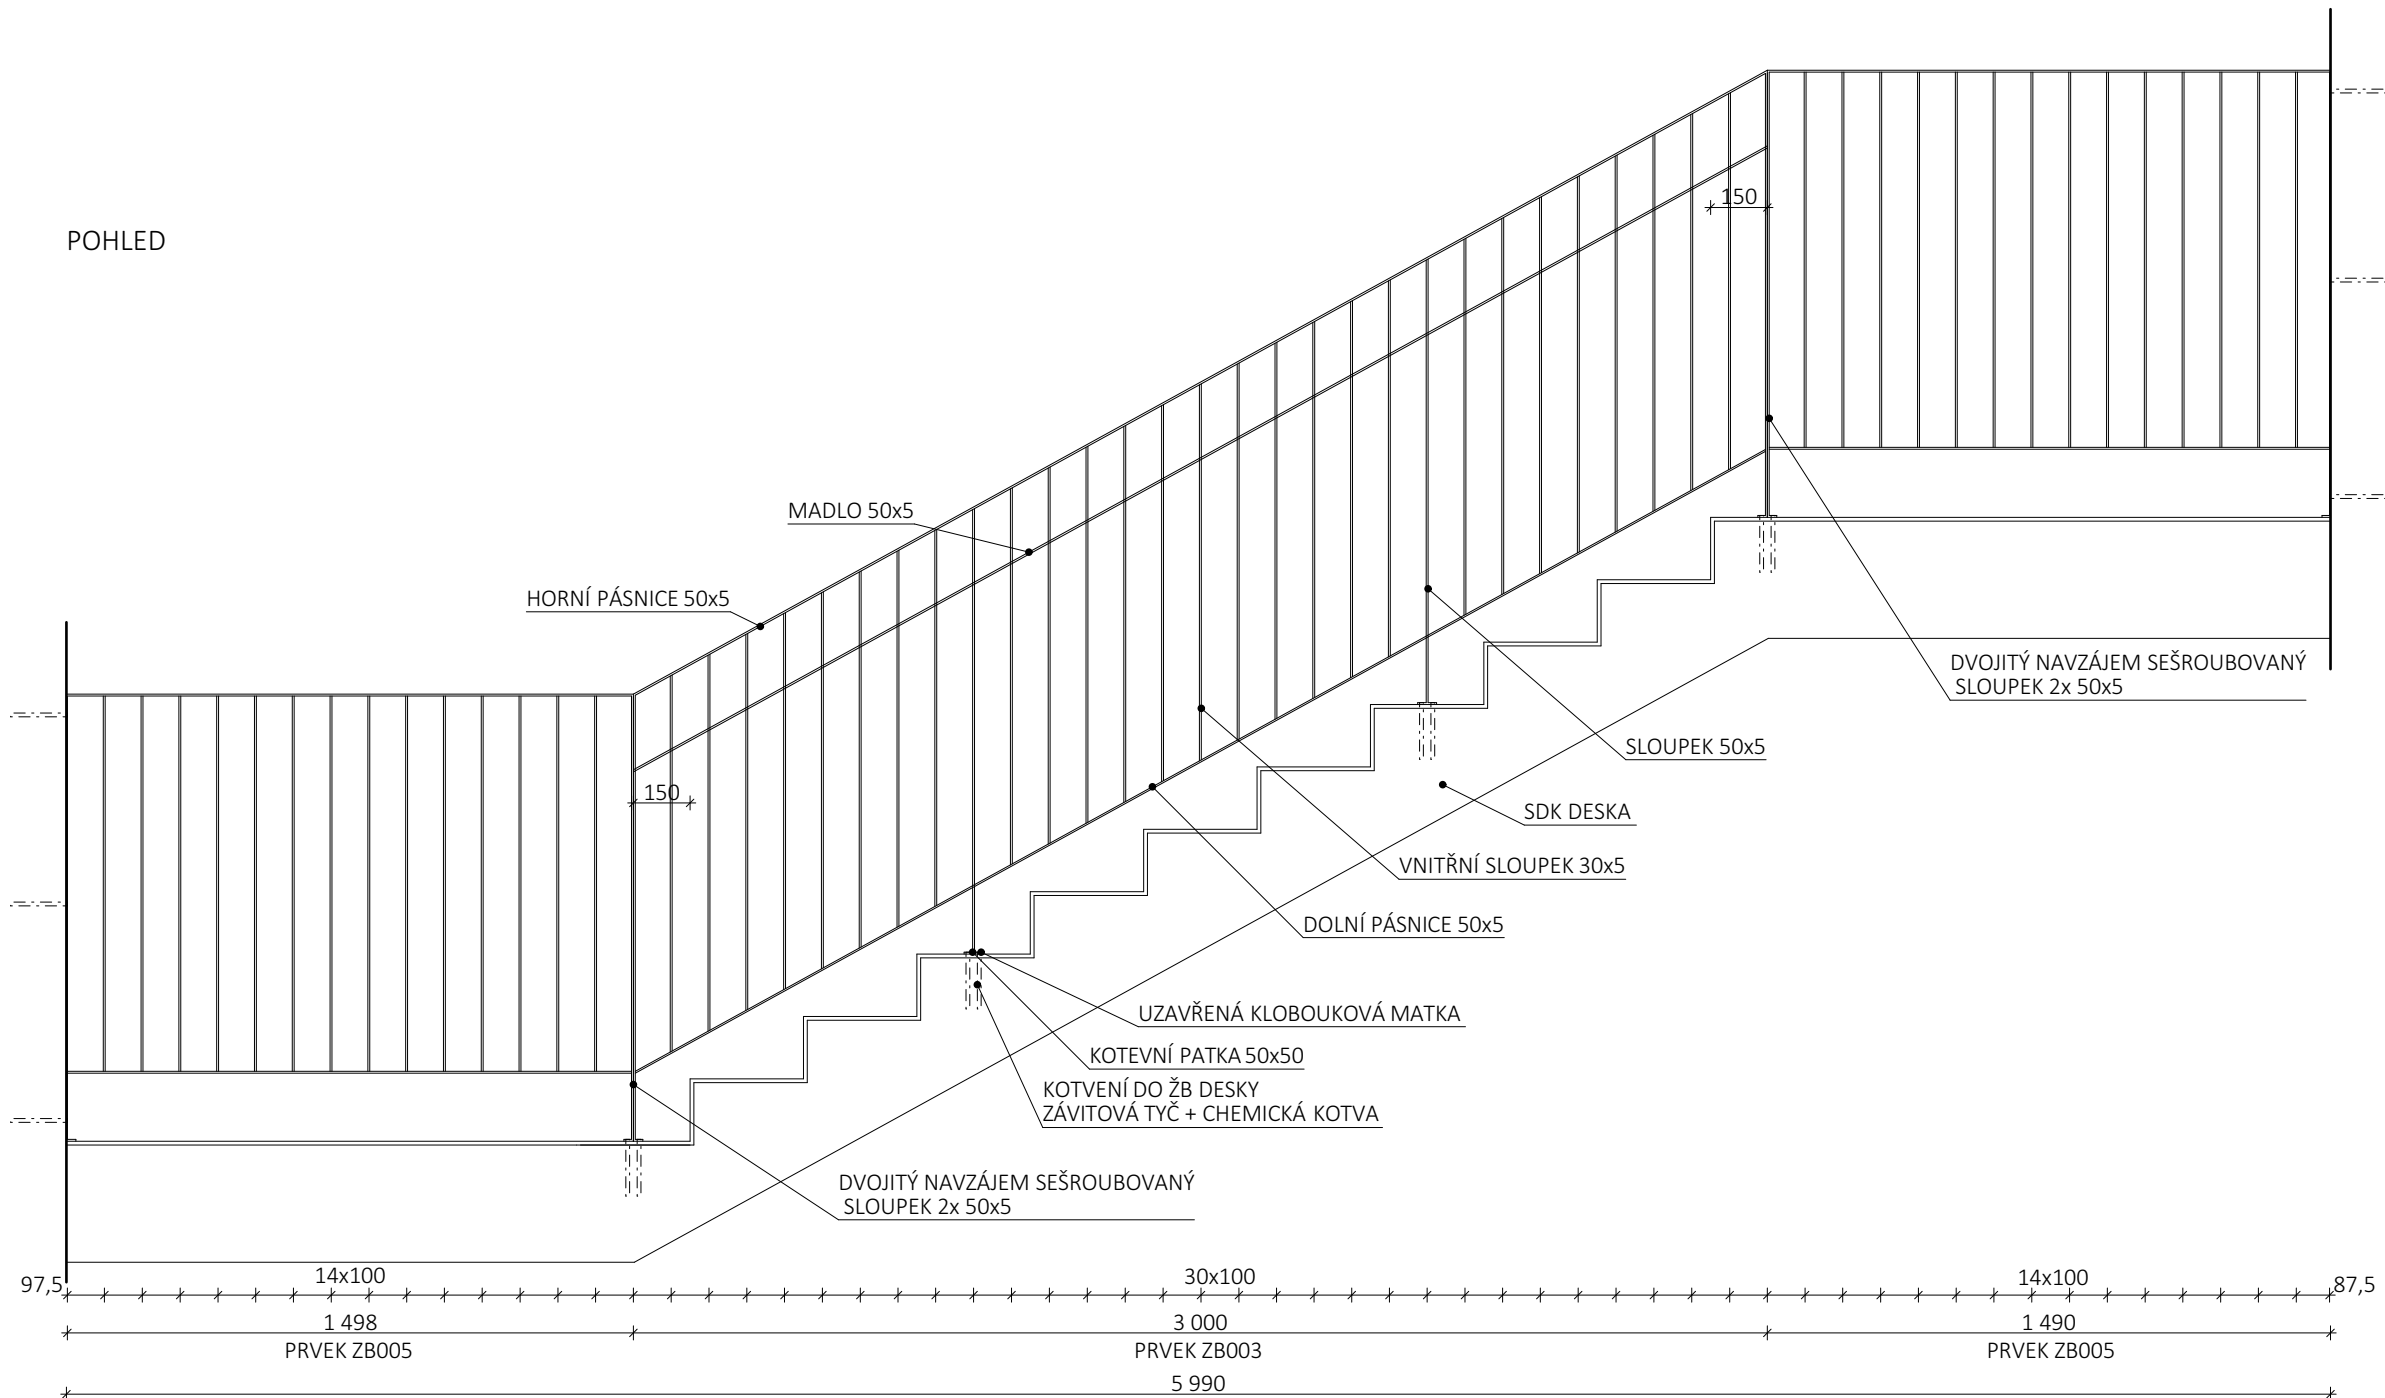 150
POHLED
MADLO 50x5
HORNÍ PÁSNICE 50x5
DVOJITÝ NAVZÁJEM SEŠROUBOVANÝ
SLOUPEK 2x 50x5
SLOUPEK 50x5
150
SDK DESKA
VNITŘNÍ SLOUPEK 30x5
DOLNÍ PÁSNICE 50x5
UZAVŘENÁ KLOBOUKOVÁ MATKA
KOTEVNÍ PATKA 50x50
KOTVENÍ DO ŽB DESKY
ZÁVITOVÁ TYČ + CHEMICKÁ KOTVA
DVOJITÝ NAVZÁJEM SEŠROUBOVANÝ
SLOUPEK 2x 50x5
97,5 14x100 30x100 14x100 87,5
1 498 3 000 1 490
PRVEK ZB005 PRVEK ZB003 PRVEK ZB005
5 990